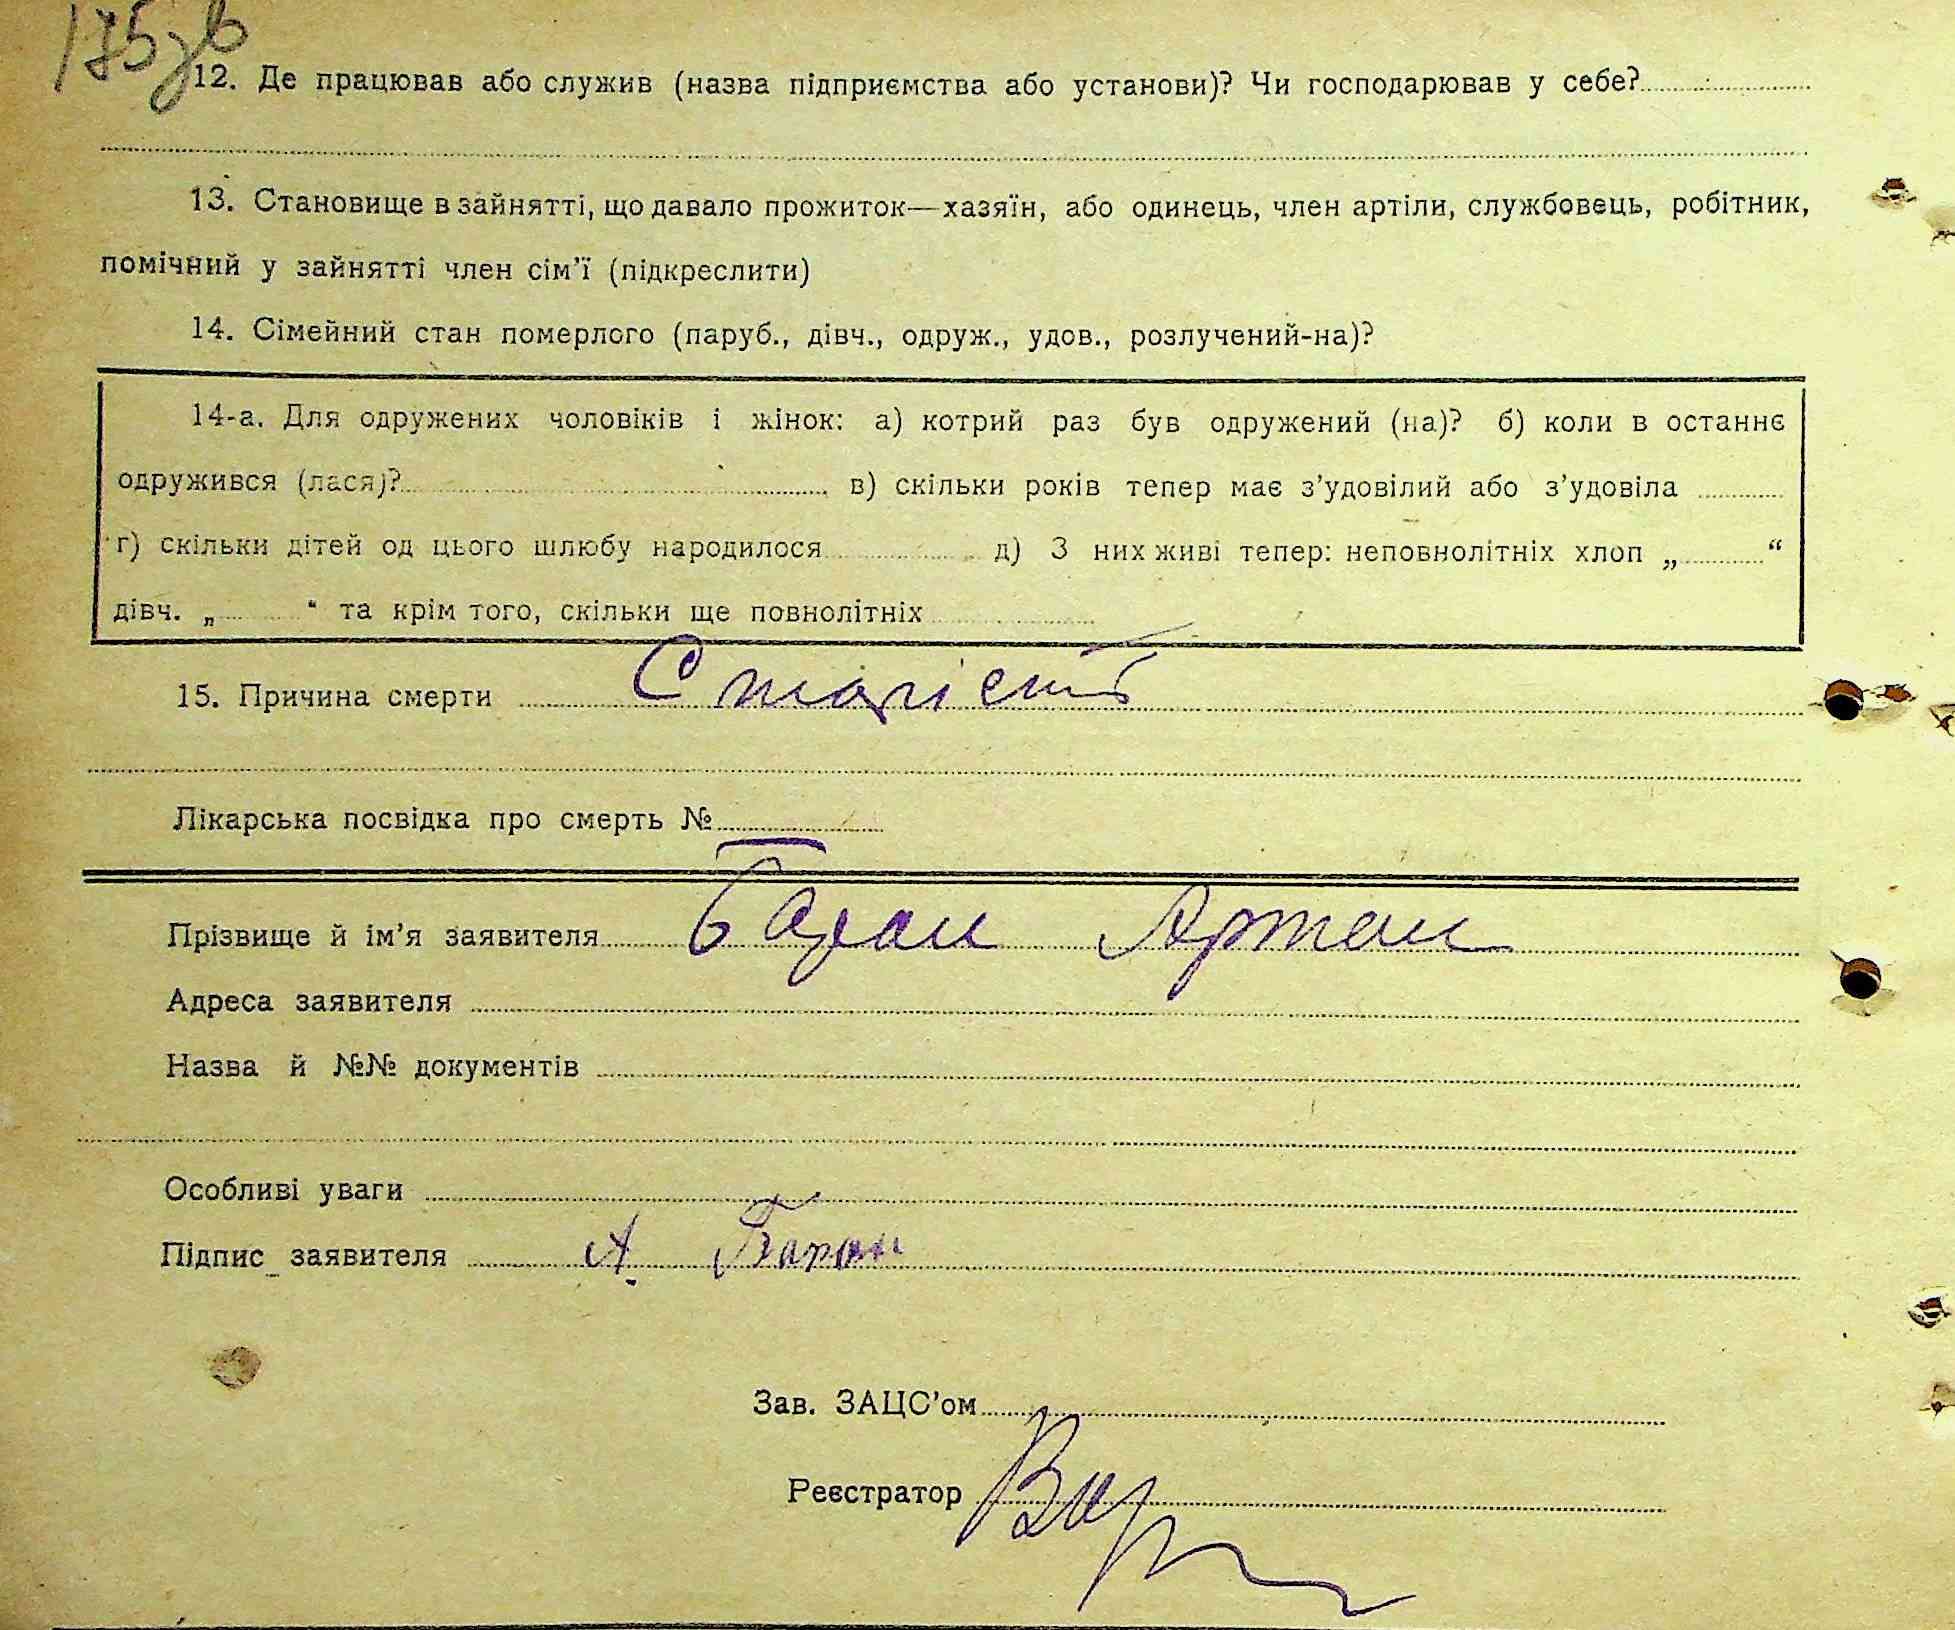 175зв
12. Де працював або служив (назва підприємства або установи)? Чи господарював у себе?
13. Становище в зайнятті, що давало прожиток—хазяїн, або одинець, член артіли, службовець, робітник,
помічний у зайнятті член сім'ї (підкреслити)
14. Сімейний стан померлого (паруб., дівч., одруж., удов., розлучений-на)?
14-а. Для одружених чоловіків і жінок: а) котрий раз був одружений (на)? б) коли в останнє
одружився (лася)? в) скільки років тепер має з'удовілий або з'удовіла
г) скільки дітей од цього шлюбу народилося д) З них живі тепер: неповнолітніх хлоп „ “
дівч. „ “ та крім того, скільки ще повнолітніх
15. Причина смерти Старість
Лікарська посвідка про смерть №
Прізвище й ім'я заявителя Баран Артем
Адреса заявителя
Назва й №№ документів
Особливі уваги
Підпис заявителя А. Баран
Зав. ЗАЦС'ом
Реєстратор